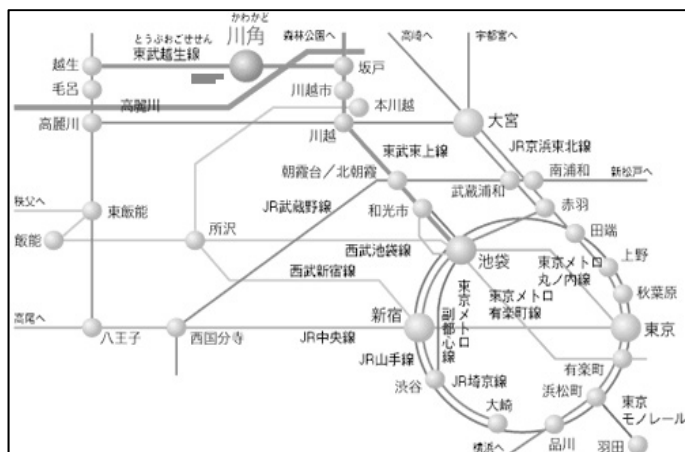 かわかど
とうぶおごせせん
川角
森林公園へ
高崎へ
宇都宮へ
東武越生線
越生
坂戸
毛呂
川越市
高麗川
本川越
高麗川
川越
大宮
東武東上線
JR京浜東北線
朝霞台/北朝霞
南浦和
新松戸へ
武蔵浦和
秩父へ
東飯能
JR武蔵野線
和光市
赤羽
田端
飯能
所沢
池袋
上野
西武池袋線
東京メトロ
丸ノ内線
西武新宿線
東京メトロ
副都心線
東京メトロ
有楽町線
秋葉原
高尾へ
新宿
東京
八王子
西国分寺
JR中央線
JR山手線
有楽町
渋谷
JR埼京線
浜松町
大崎
東京
モノレール
横浜へ
品川
羽田